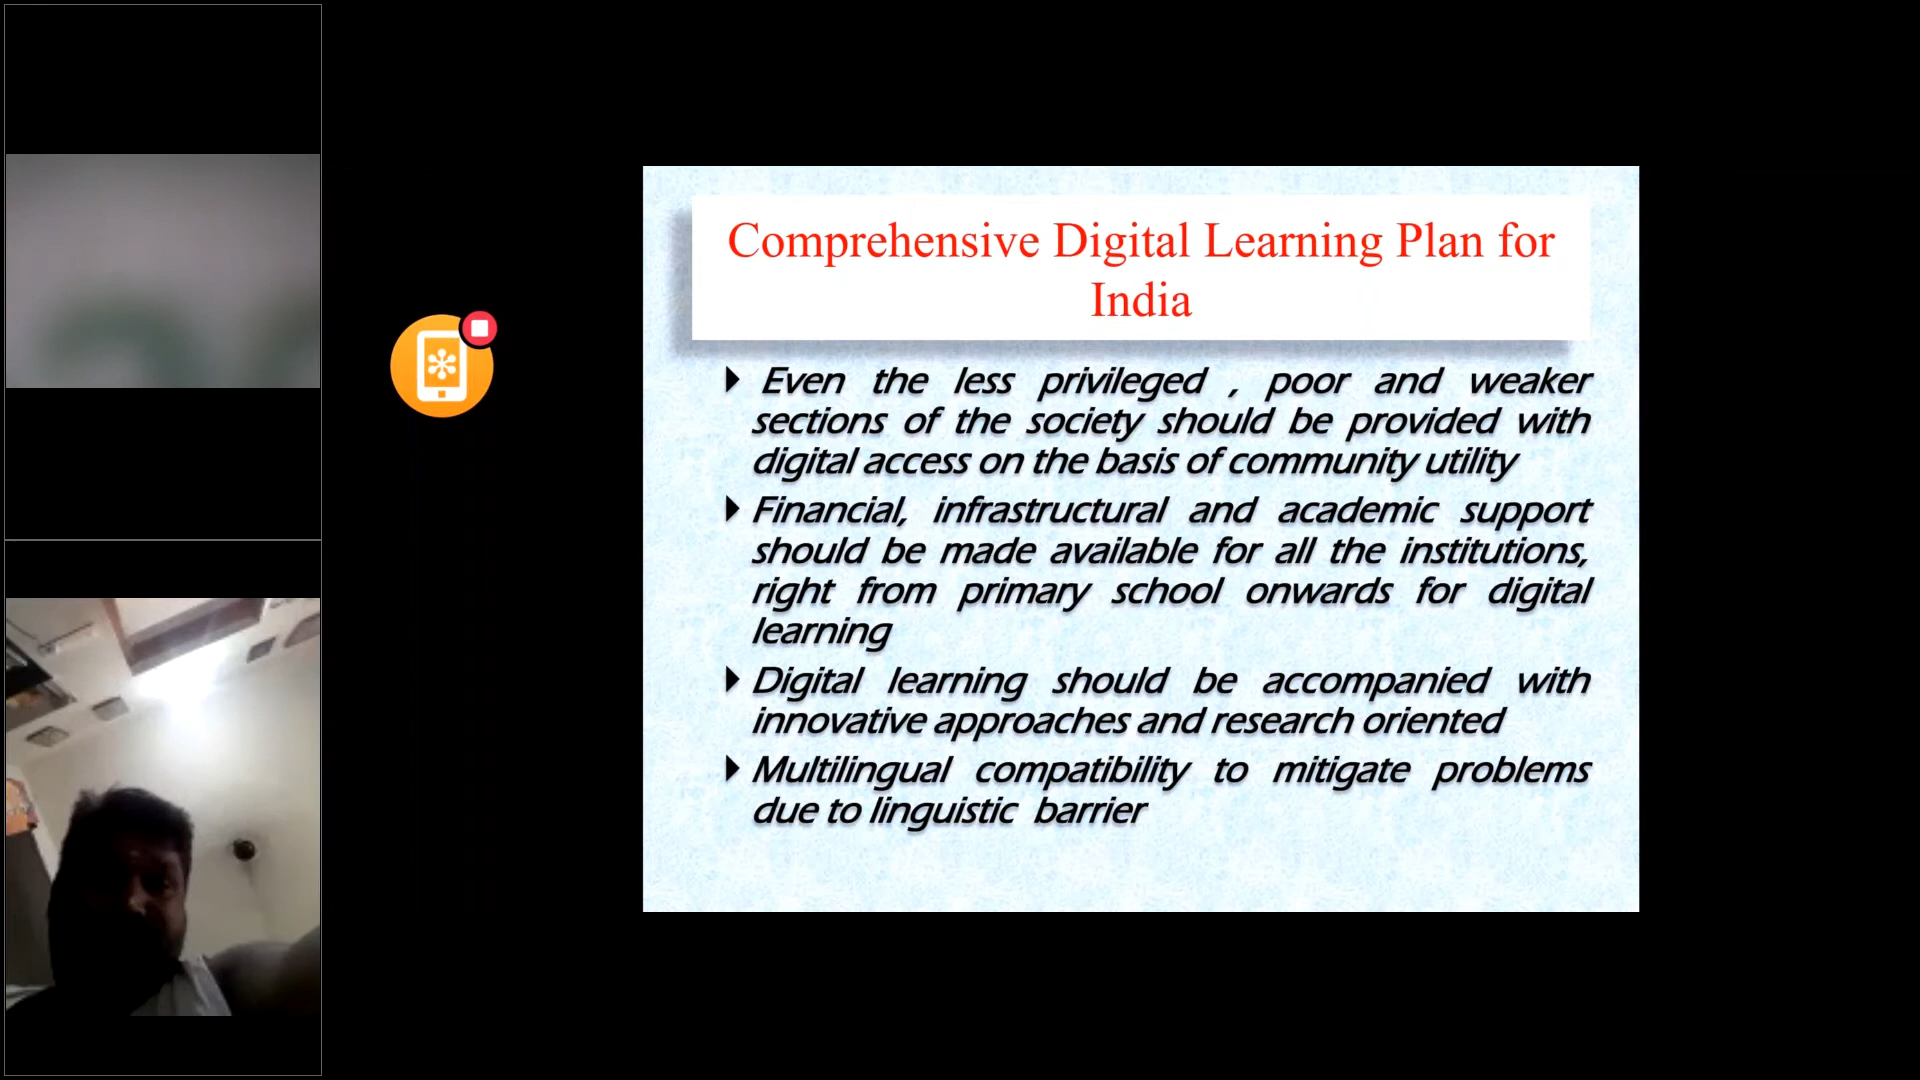 Comprehensive Digital Learning Plan for
India
Even the less privileged , poor and weaker
sections of the society should be provided with
digital access on the basis of community utility
Financial, infrastructural and academic support
should be made available for all the institutions,
right from primary school onwards for digital
learning
Digital learning should be accompanied with
innovative approaches and research oriented
Multilingual compatibility to mitigate problems
due to linguistic barrier